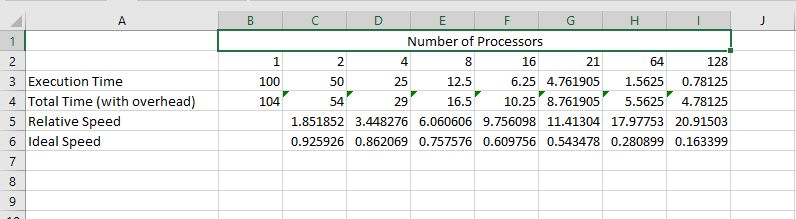 A B C D E F G H I J
1 Number of Processors
2 1 2 4 8 16 21 64 128
3 Execution Time 100 50 25 12.5 6.25 4.761905 1.5625 0.78125
4 Total Time (with overhead) 104 54 29 16.5 10.25 8.761905 5.5625 4.78125
5 Relative Speed 1.851852 3.448276 6.060606 9.756098 11.41304 17.97753 20.91503
6 Ideal Speed 0.925926 0.862069 0.757576 0.609756 0.543478 0.280899 0.163399
7
8
9